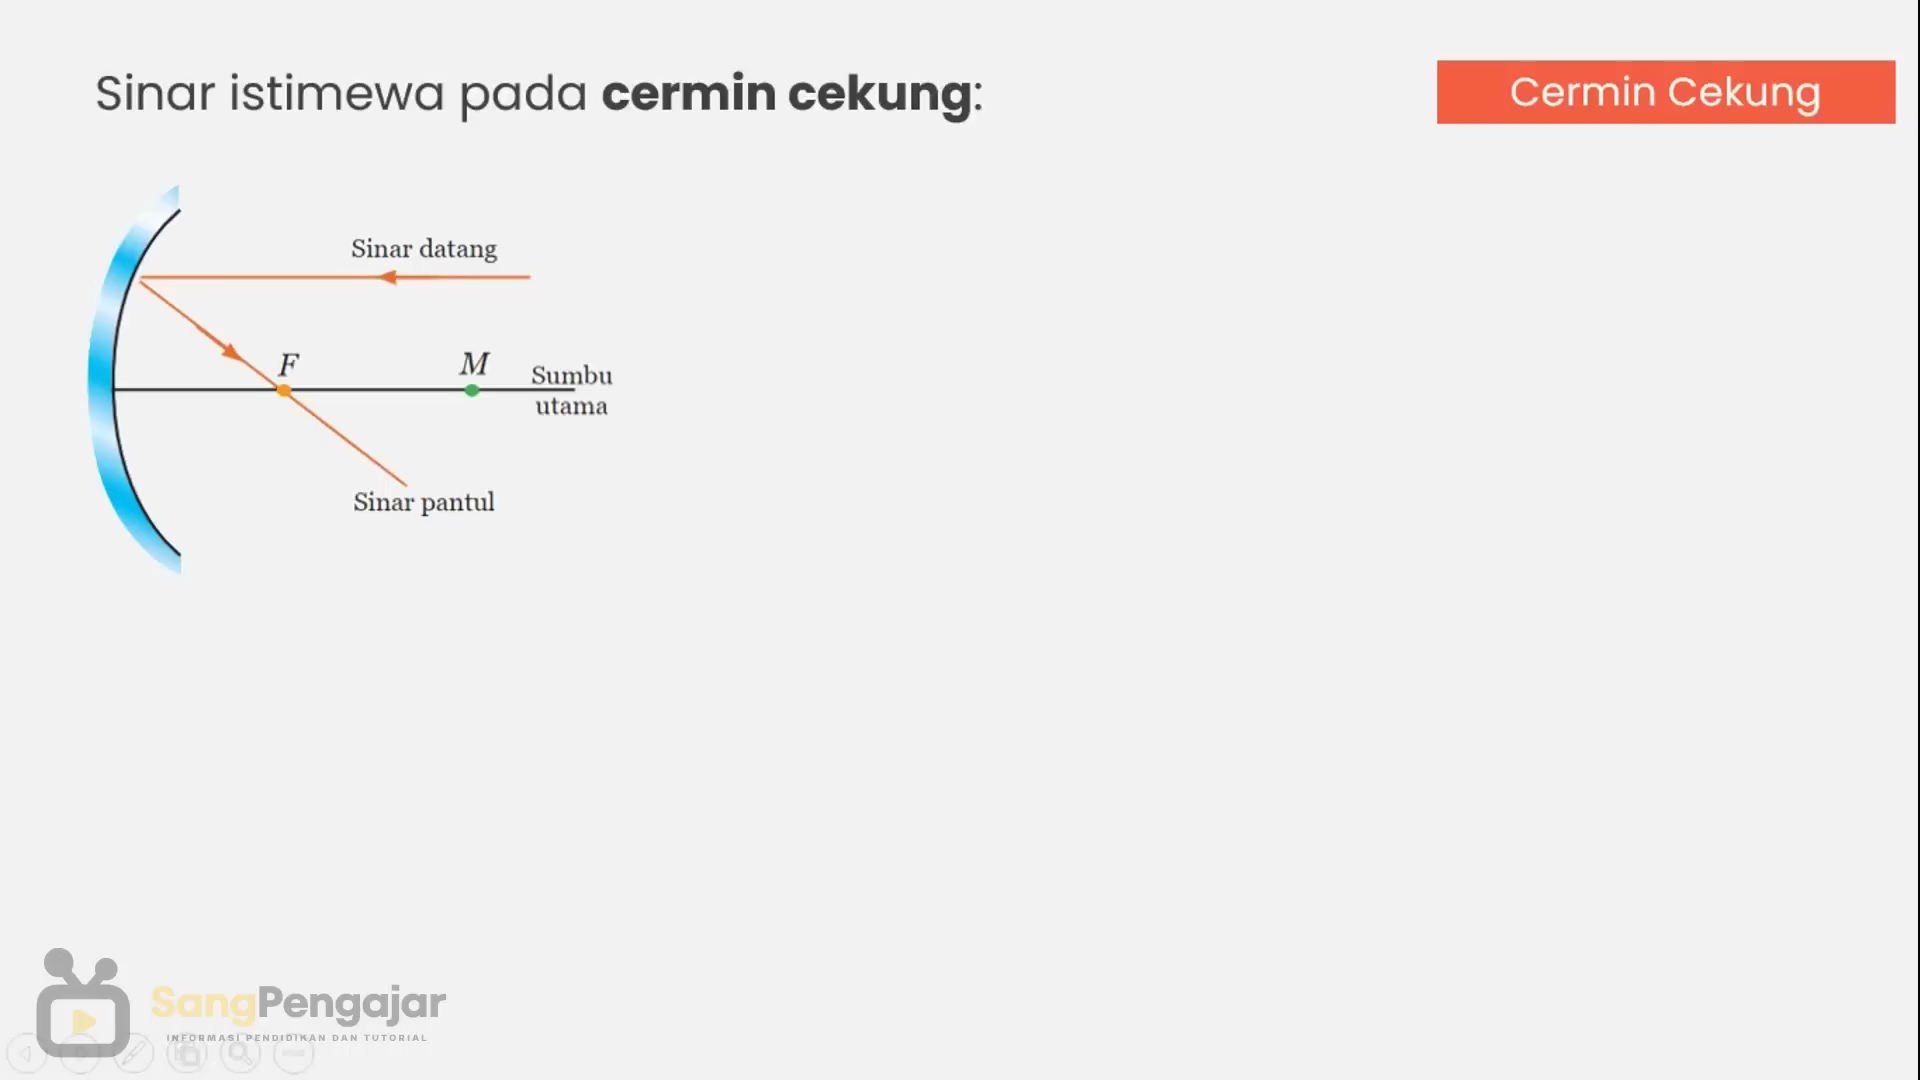 Sinar istimewa pada cermin cekung:
Cermin Cekung
Sinar datang
F
M
Sumbu
utama
Sinar pantul
SangPengajar
INFORMASI PENDIDIKAN DAN TUTORIAL